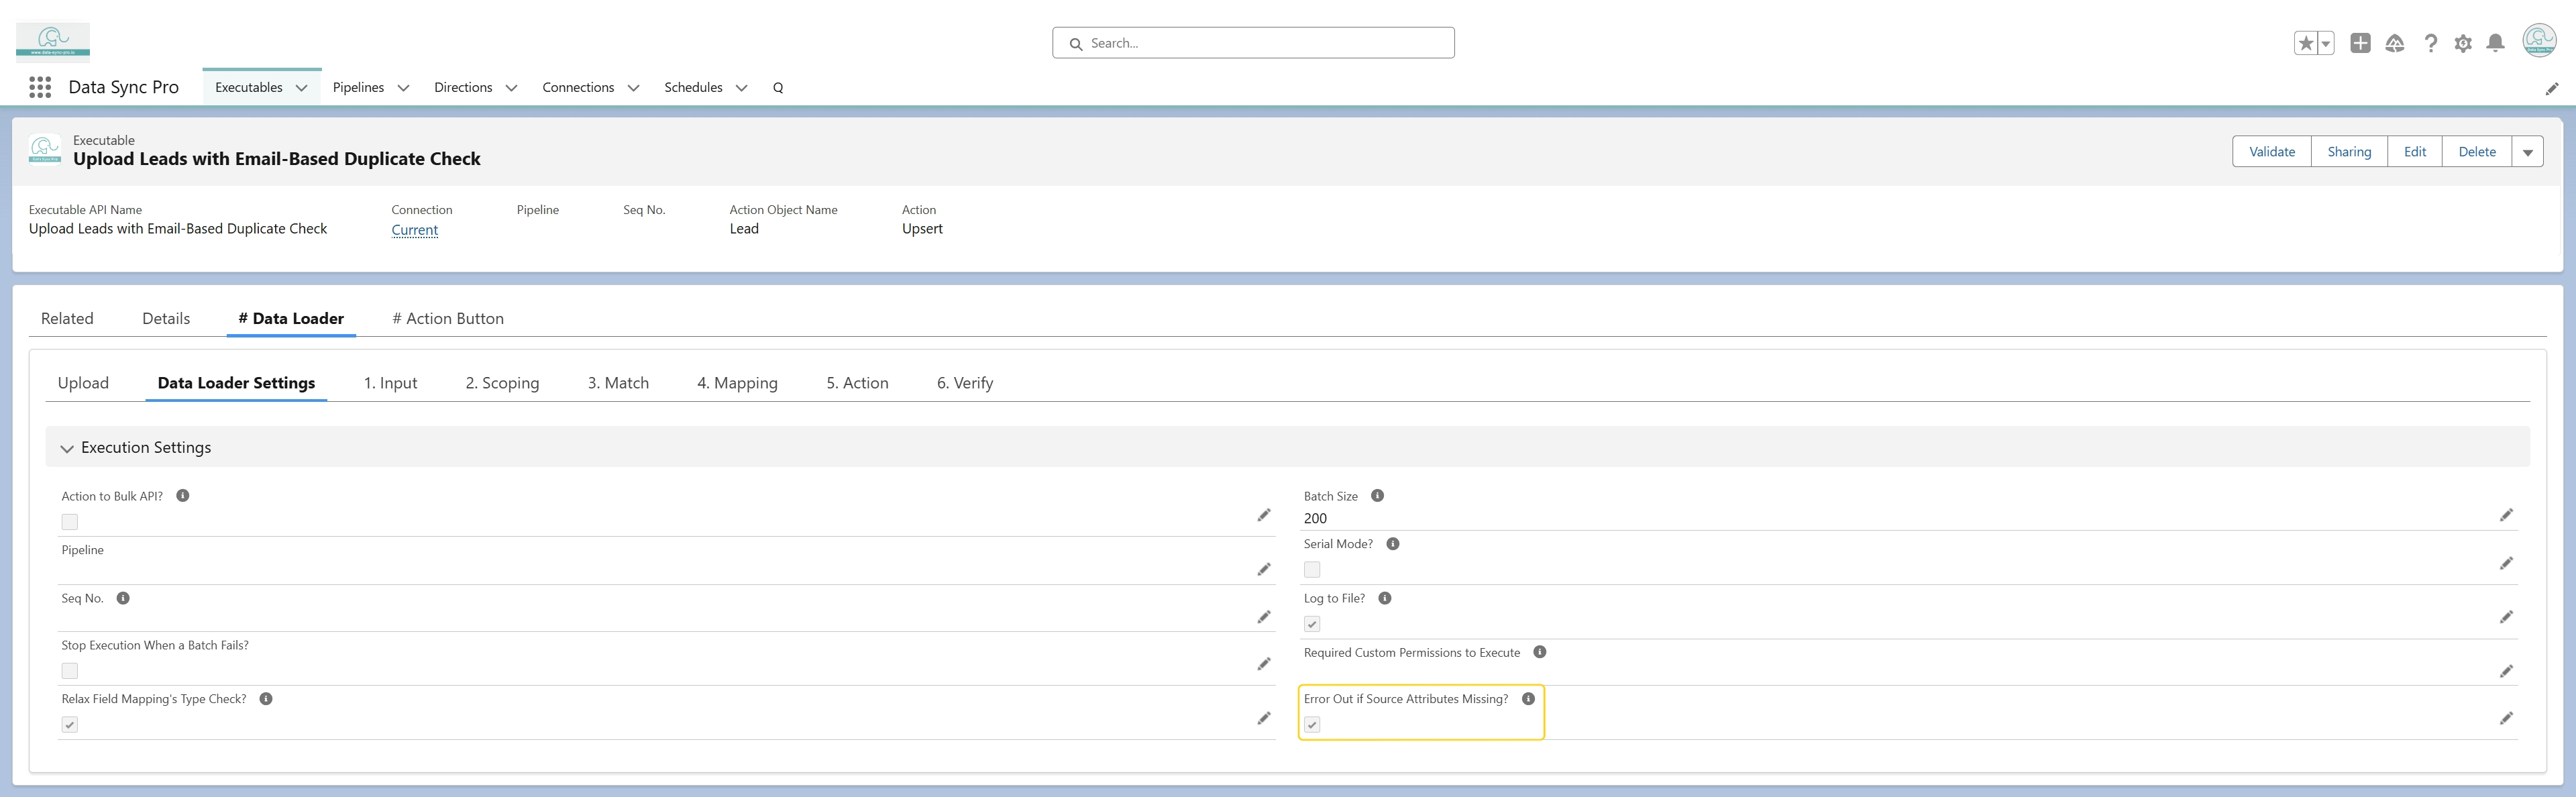 www.data-sync-pro.io
Search...
Data Sync Pro
Executables
Pipelines
Directions
Connections
Schedules
Q
Executable
Upload Leads with Email-Based Duplicate Check
Validate
Sharing
Edit
Delete
Executable API Name
Connection
Pipeline
Seq No.
Action Object Name
Action
Upload Leads with Email-Based Duplicate Check
Current
Lead
Upsert
Related
Details
# Data Loader
# Action Button
Upload
Data Loader Settings
1. Input
2. Scoping
3. Match
4. Mapping
5. Action
6. Verify
Execution Settings
Action to Bulk API?
Batch Size
200
Pipeline
Serial Mode?
Seq No.
Log to File?
Stop Execution When a Batch Fails?
Required Custom Permissions to Execute
Relax Field Mapping's Type Check?
Error Out if Source Attributes Missing?